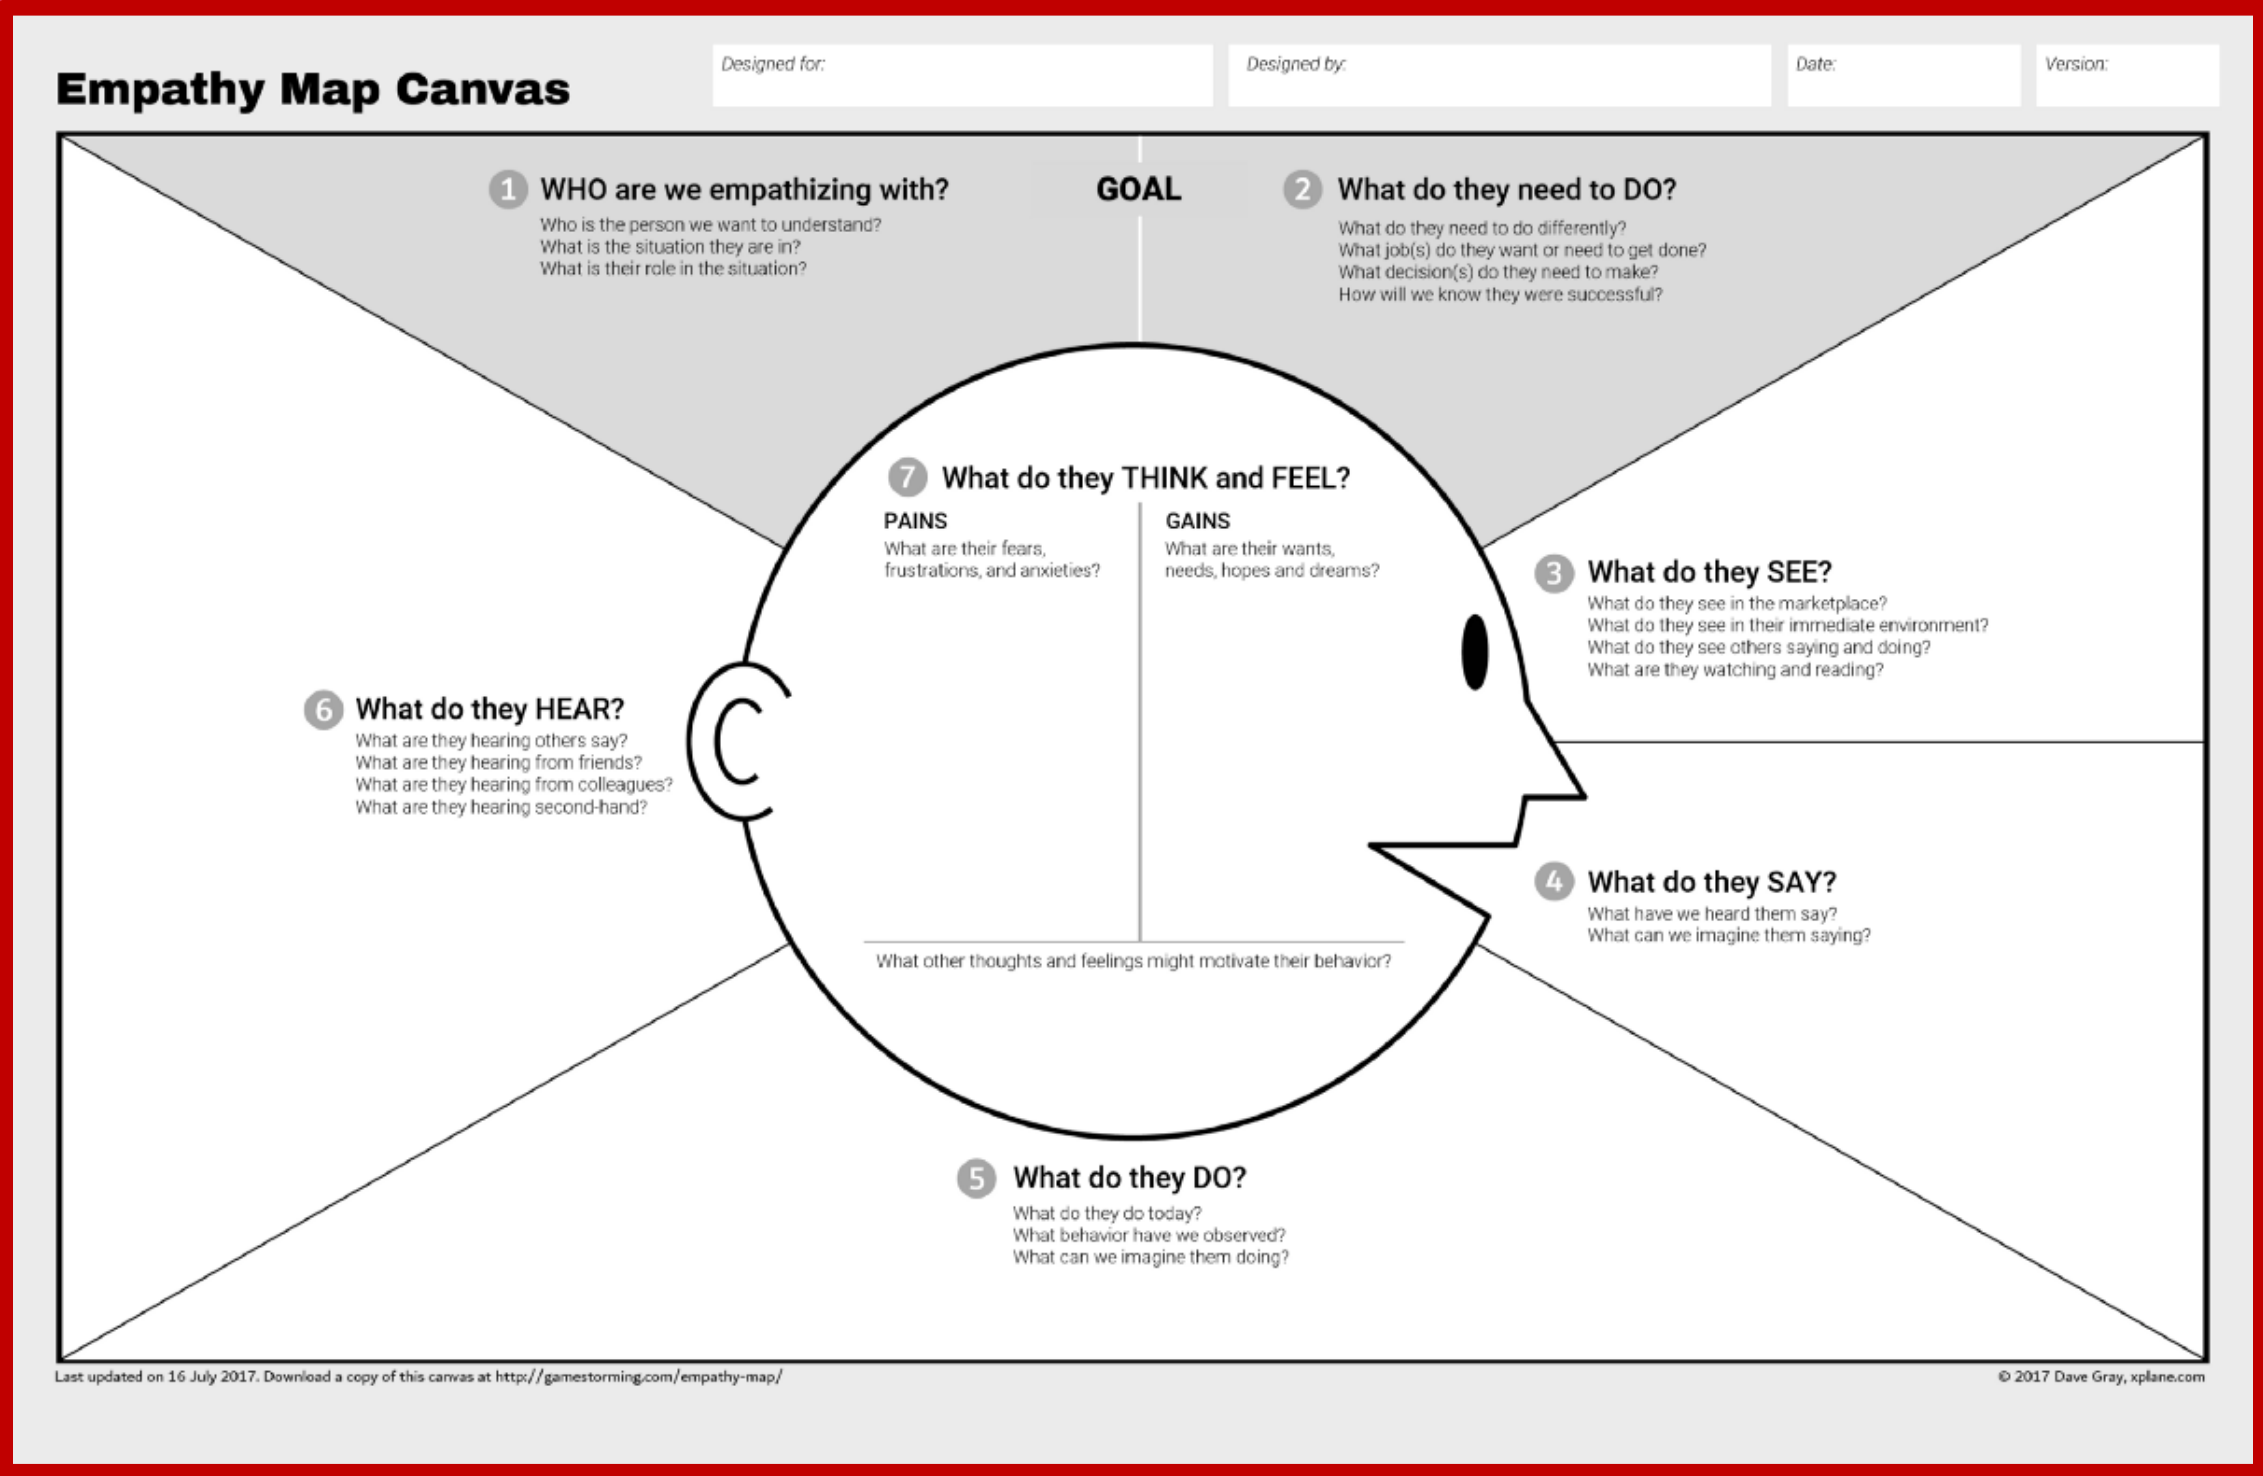 Empathy Map Canvas
Designed for:
Designed by:
Date:
Version:
GOAL
1 WHO are we empathizing with?
Who is the person we want to understand?
What is the situation they are in?
What is their role in the situation?
2 What do they need to DO?
What do they need to do differently?
What job(s) do they want or need to get done?
What decision(s) do they need to make?
How will we know they were successful?
3 What do they SEE?
What do they see in the marketplace?
What do they see in their immediate environment?
What do they see others saying and doing?
What are they watching and reading?
4 What do they SAY?
What have we heard them say?
What can we imagine them saying?
5 What do they DO?
What do they do today?
What behavior have we observed?
What can we imagine them doing?
6 What do they HEAR?
What are they hearing others say?
What are they hearing from friends?
What are they hearing from colleagues?
What are they hearing second-hand?
7 What do they THINK and FEEL?
PAINS
What are their fears,
frustrations, and anxieties?
GAINS
What are their wants,
needs, hopes and dreams?
What other thoughts and feelings might motivate their behavior?
Last updated on 16 July 2017. Download a copy of this canvas at http://gamestorming.com/empathy-map/
© 2017 Dave Gray, xplane.com